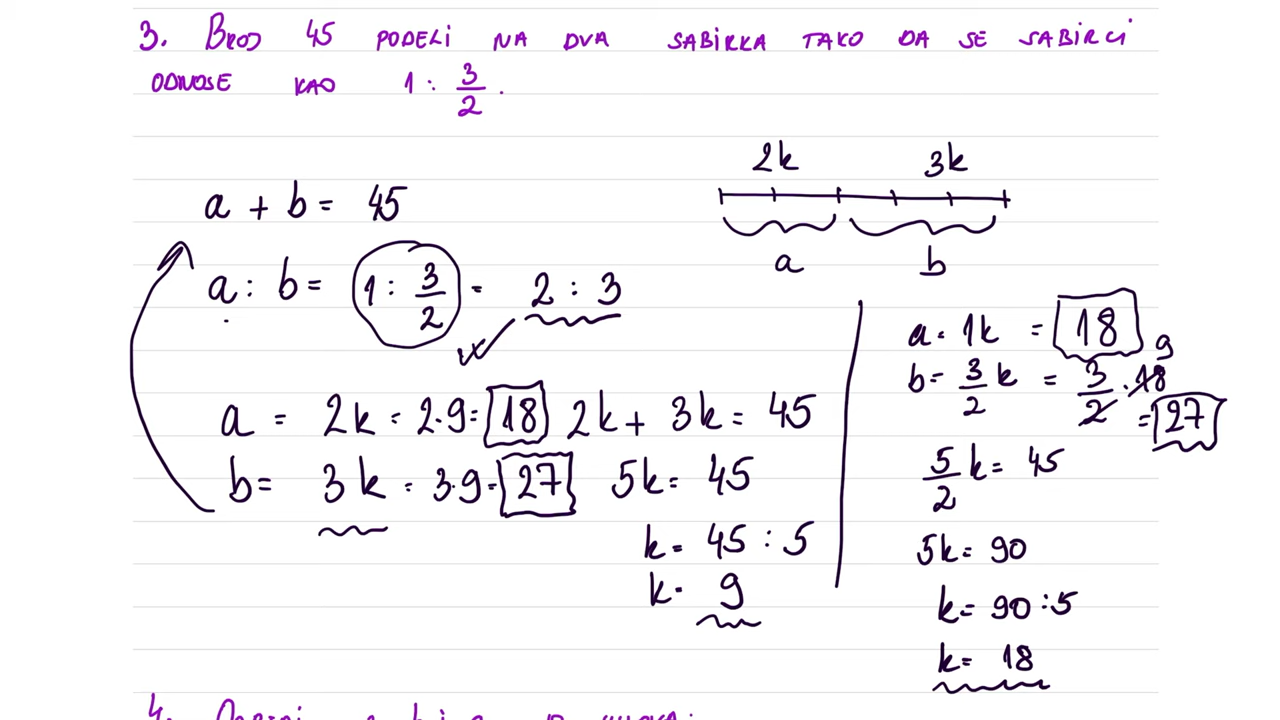 3. BROJ 45 PODELI NA DVA SABIRKA TAKO DA SE SABIRCI
ODNOSE KAO 1 : 3/2 .
a + b = 45
a : b = 1 : 3/2 = 2 : 3
a = 2k = 2·9 = 18
b = 3k = 3·9 = 27
2k + 3k = 45
5k = 45
k = 45 : 5
k = 9
2k 3k
a b
a = 1k = 18
b = 3/2 k = 3/2 · 18 9
= 27
5/2 k = 45
5k = 90
k = 90 : 5
k = 18
4.